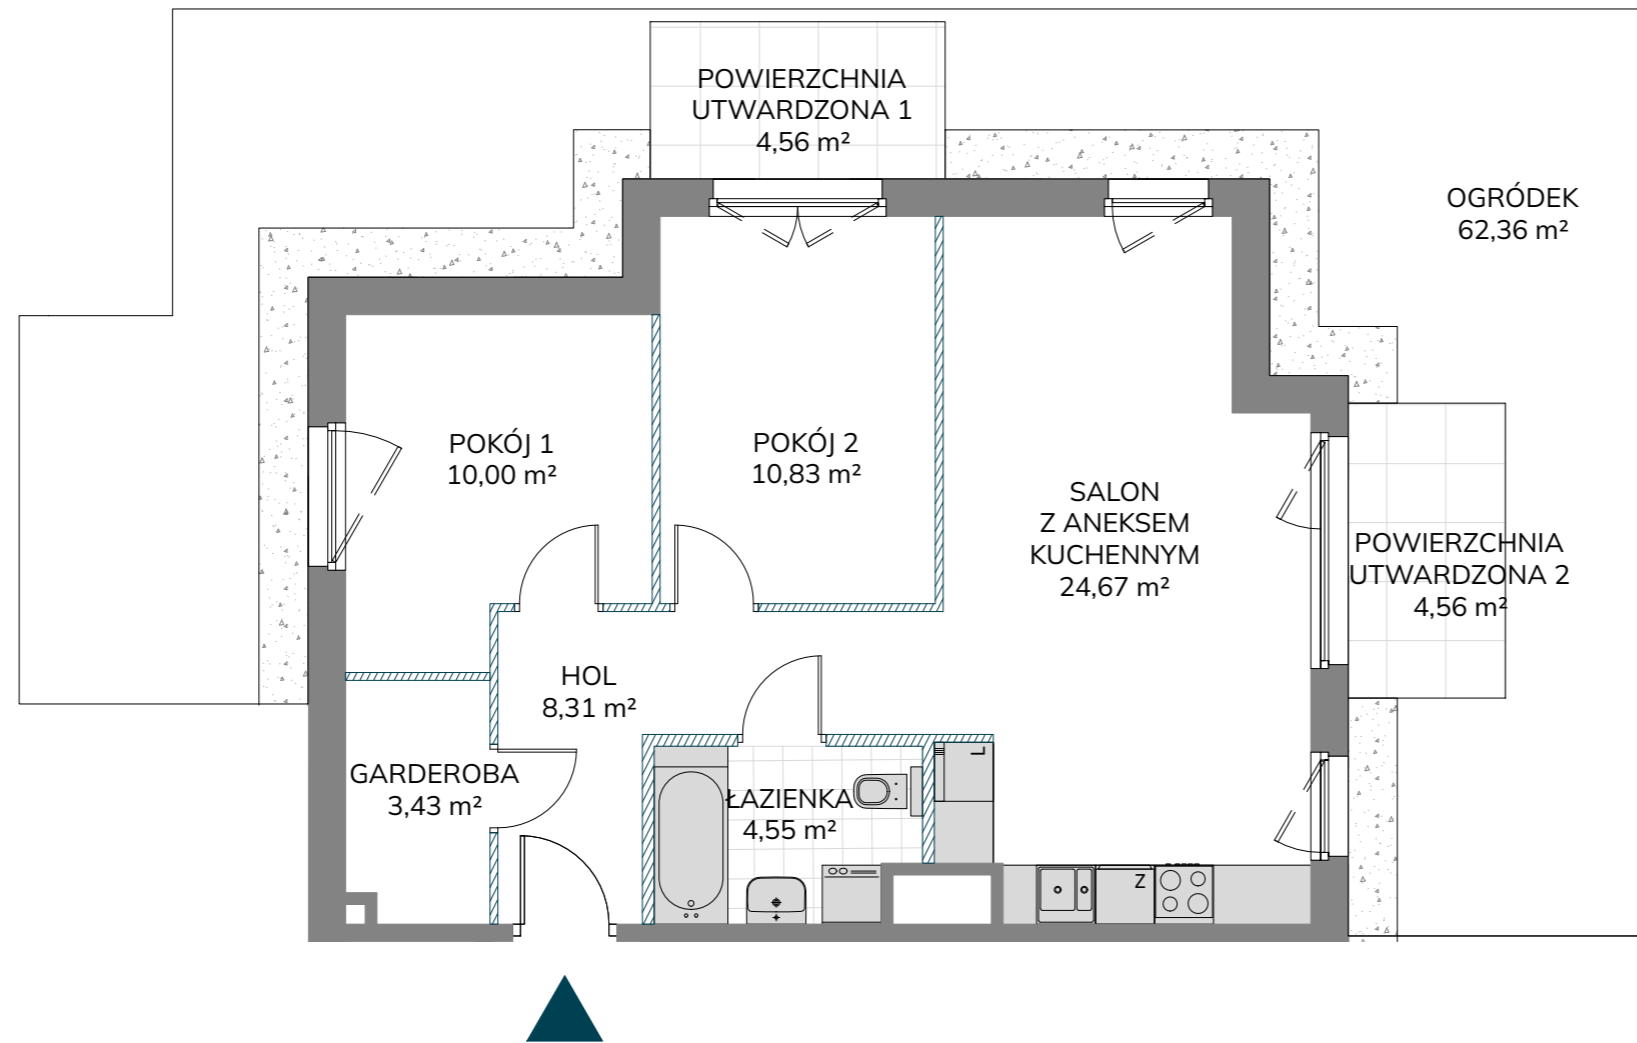 POWIERZCHNIA
UTWARDZONA 1
4,56 m²
OGRÓDEK
62,36 m²
POKÓJ 1
10,00 m²
POKÓJ 2
10,83 m²
SALON
Z ANEKSEM
KUCHENNYM
24,67 m²
POWIERZCHNIA
UTWARDZONA 2
4,56 m²
HOL
8,31 m²
GARDEROBA
3,43 m²
ŁAZIENKA
4,55 m²
L
Z